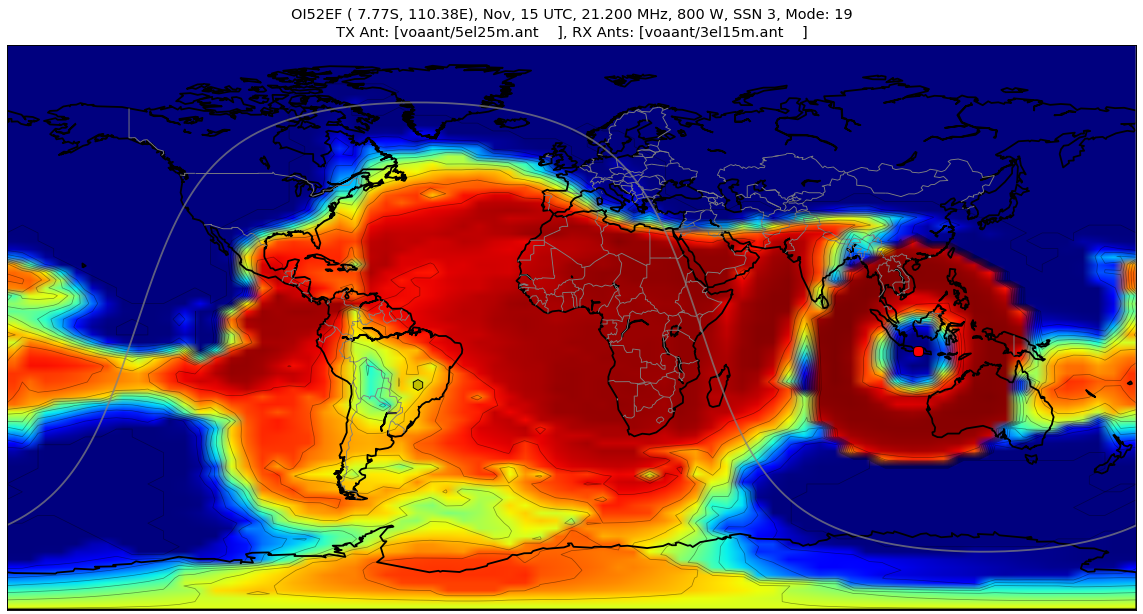 OI52EF ( 7.77S, 110.38E), Nov, 15 UTC, 21.200 MHz, 800 W, SSN 3, Mode: 19
TX Ant: [voaant/5el25m.ant    ], RX Ants: [voaant/3el15m.ant    ]